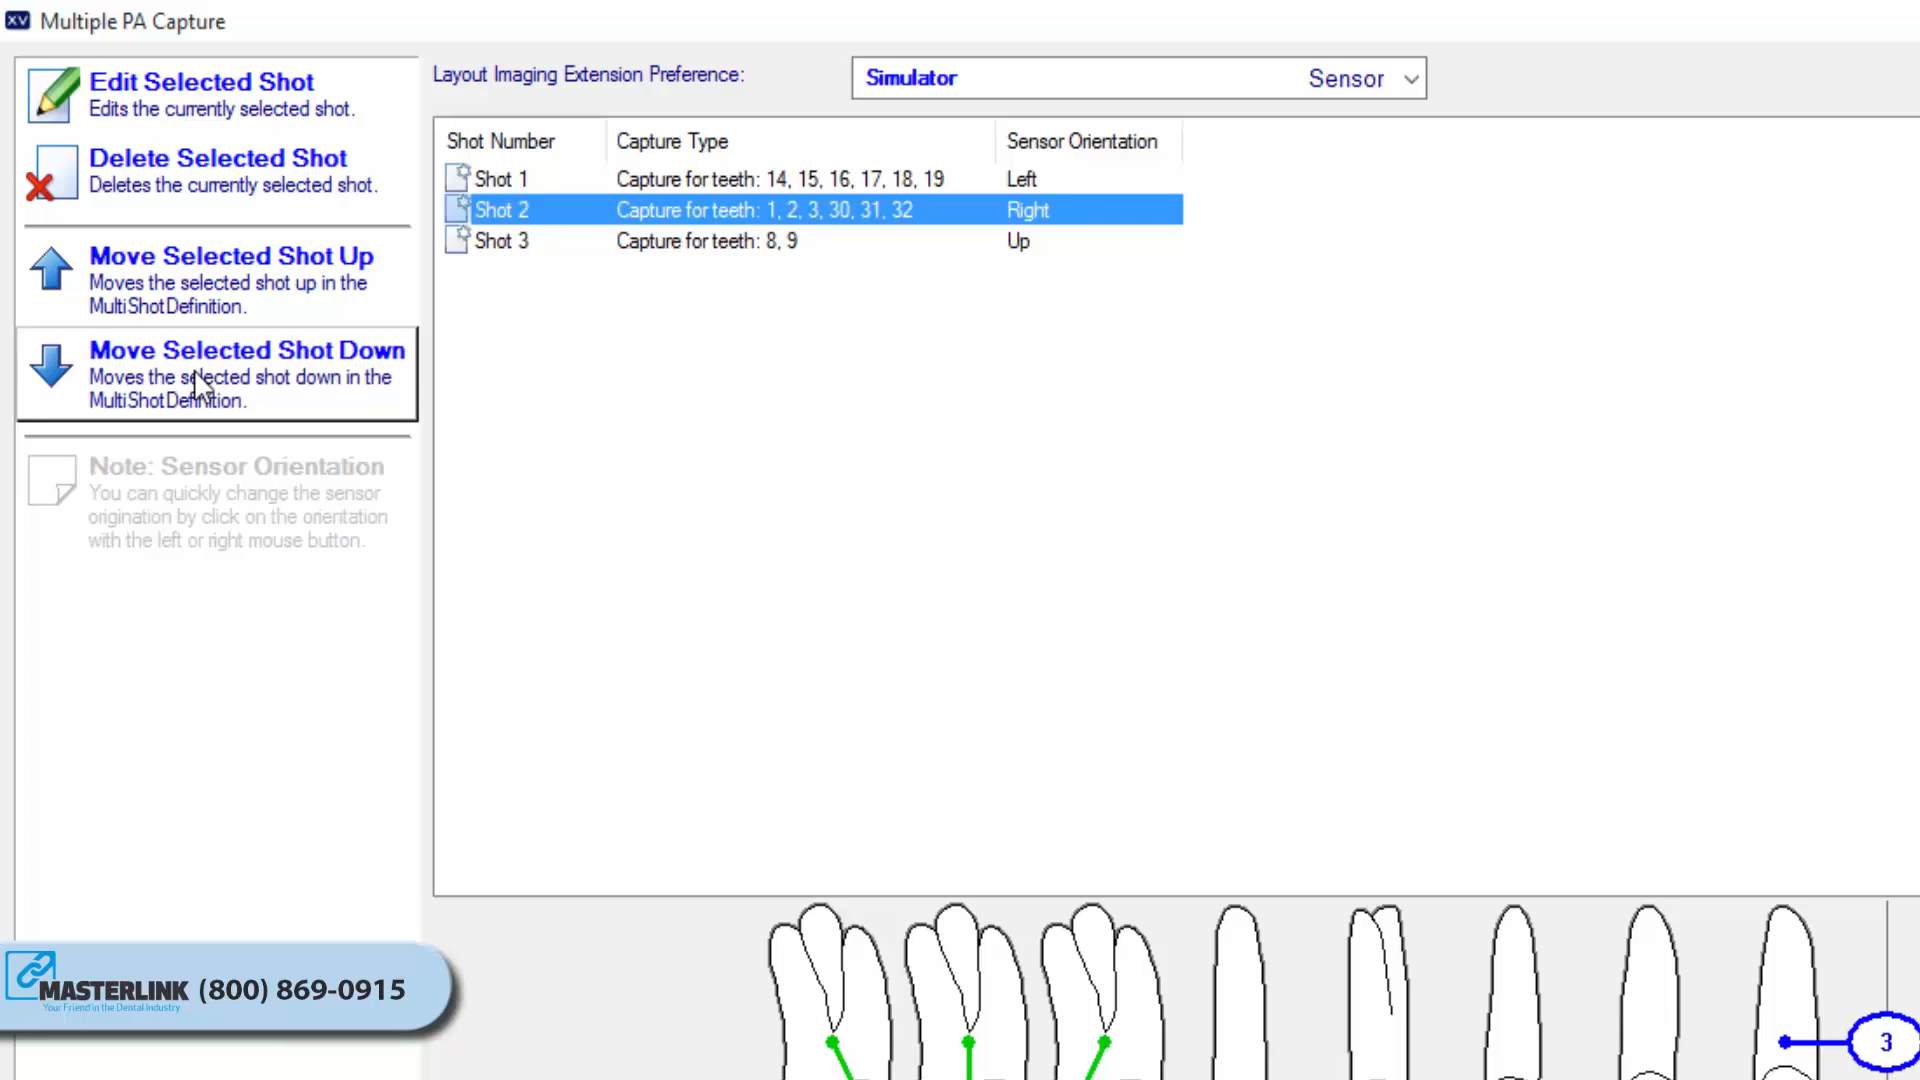 XV Multiple PA Capture
Edit Selected Shot
Edits the currently selected shot.
Delete Selected Shot
Deletes the currently selected shot.
Move Selected Shot Up
Moves the selected shot up in the
MultiShotDefinition.
Move Selected Shot Down
Moves the selected shot down in the
MultiShotDefinition.
Note: Sensor Orientation
You can quickly change the sensor
origination by click on the orientation
with the left or right mouse button.
Layout Imaging Extension Preference:
Simulator Sensor
Shot Number Capture Type Sensor Orientation
Shot 1 Capture for teeth: 14, 15, 16, 17, 18, 19 Left
Shot 2 Capture for teeth: 1, 2, 3, 30, 31, 32 Right
Shot 3 Capture for teeth: 8, 9 Up
3
MASTERLINK (800) 869-0915
Your Friend in the Dental Industry